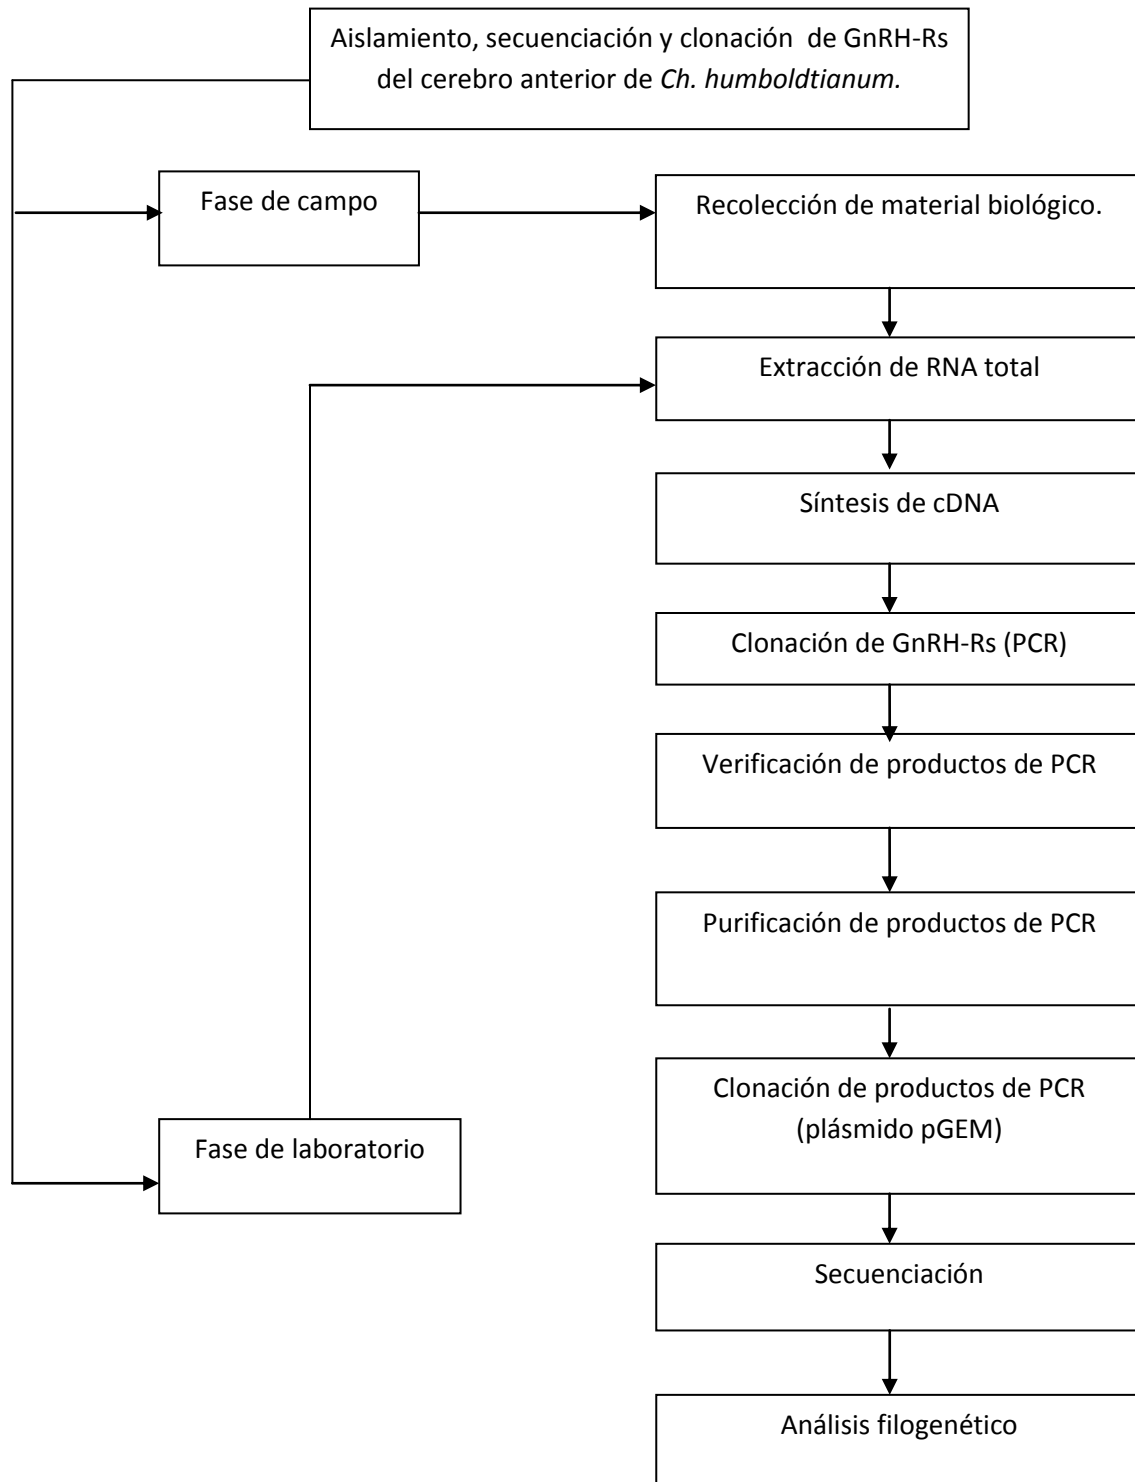 Aislamiento, secuenciación y clonación de GnRH-Rs
del cerebro anterior de Ch. humboldtianum.
Fase de campo
Recolección de material biológico.
Extracción de RNA total
Síntesis de cDNA
Clonación de GnRH-Rs (PCR)
Verificación de productos de PCR
Purificación de productos de PCR
Clonación de productos de PCR
(plásmido pGEM)
Fase de laboratorio
Secuenciación
Análisis filogenético